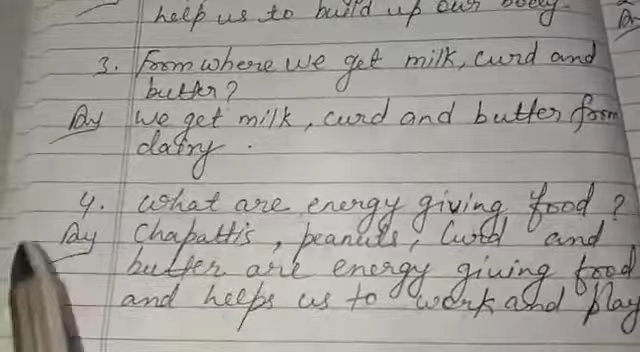 help us to build up our body.
3. From where we get milk, curd and
butter?
Ans We get milk, curd and butter from
dairy.
4. What are energy giving food?
Ans Chapattis, peanuts, Curd and
butter are energy giving food
and helps us to work and play